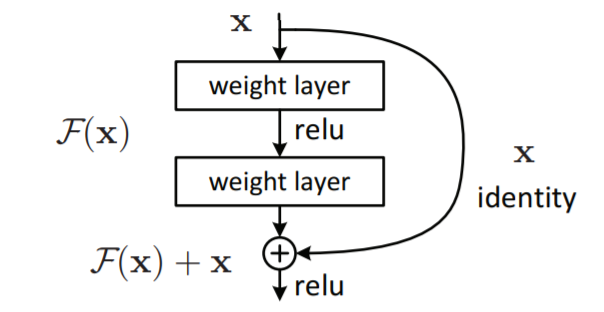 x
weight layer
relu
F(x)
weight layer
x
identity
F(x) + x
+
relu